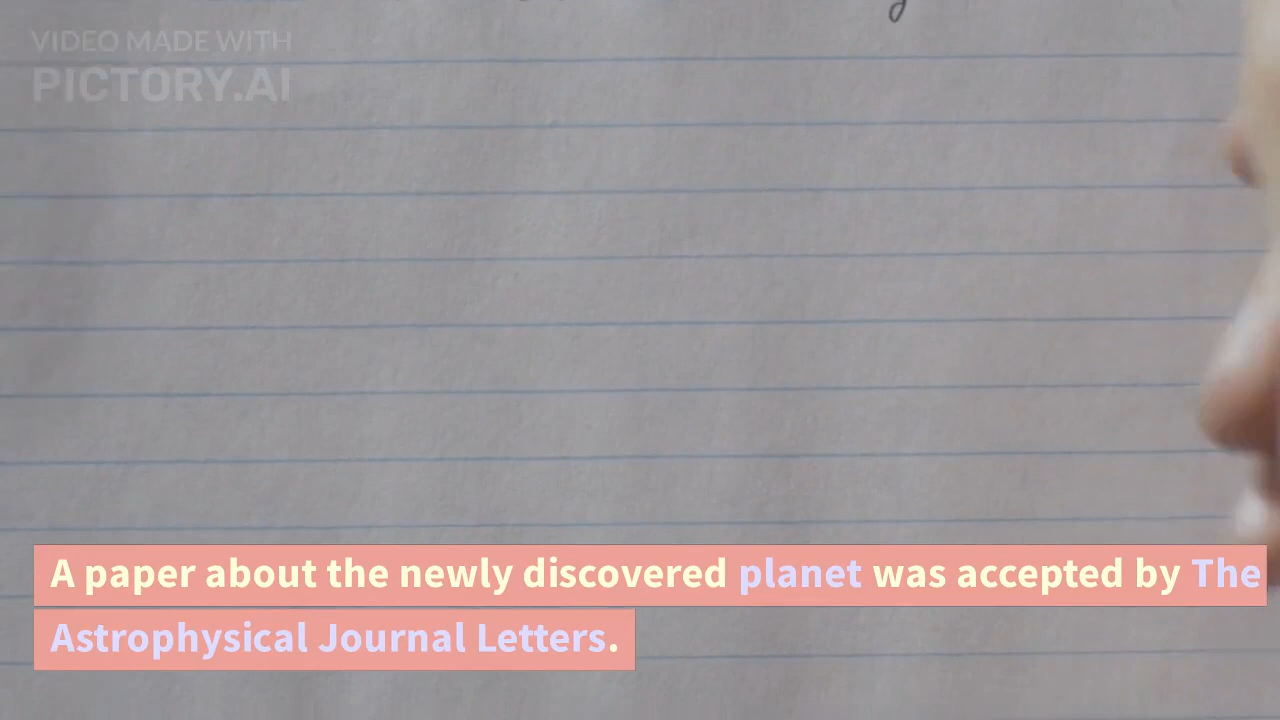 VIDEO MADE WITH
PICTORY.AI
A paper about the newly discovered planet was accepted by The
Astrophysical Journal Letters.